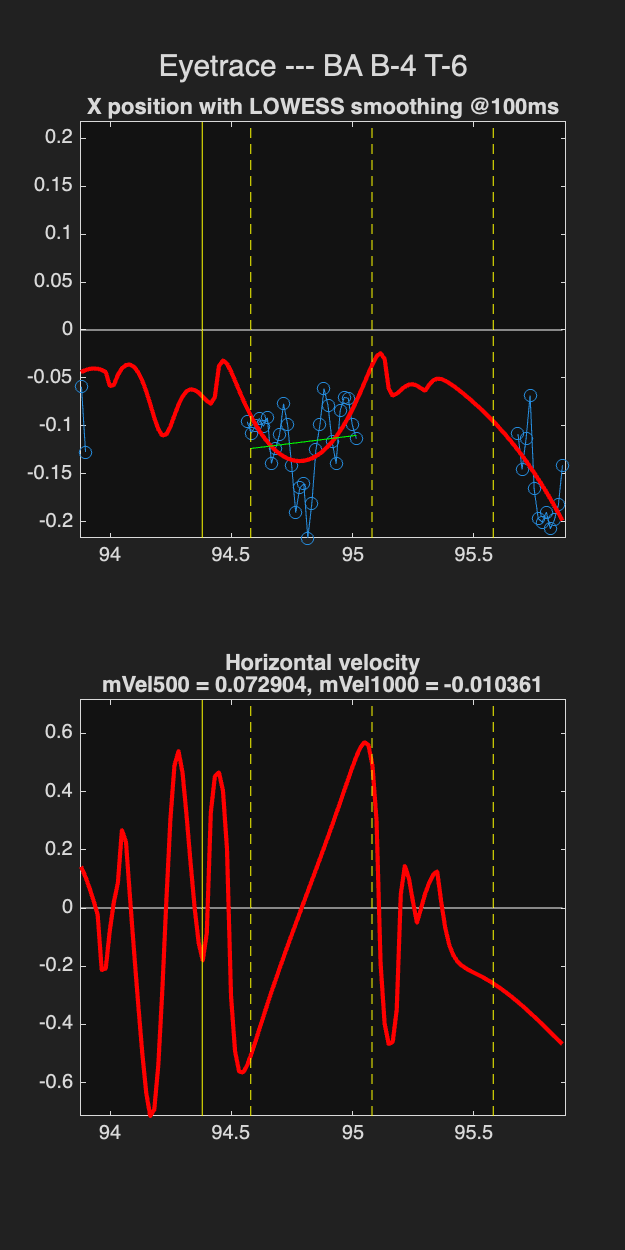 Eyetrace --- BA B-4 T-6
X position with LOWESS smoothing @100ms
0.2
0.15
0.1
0.05
0
-0.05
-0.1
-0.15
-0.2
94 94.5 95 95.5
Horizontal velocity
mVel500 = 0.072904, mVel1000 = -0.010361
0.6
0.4
0.2
0
-0.2
-0.4
-0.6
94 94.5 95 95.5